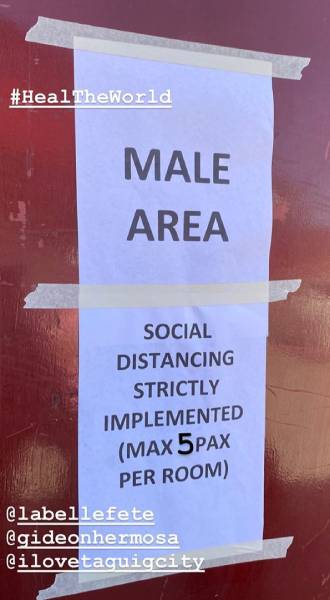 #HealTheWorld
MALE
AREA
SOCIAL
DISTANCING
STRICTLY
IMPLEMENTED
(MAX 5 PAX
PER ROOM)
@labellefete
@gideonhermosa
@ilovetaguigcity